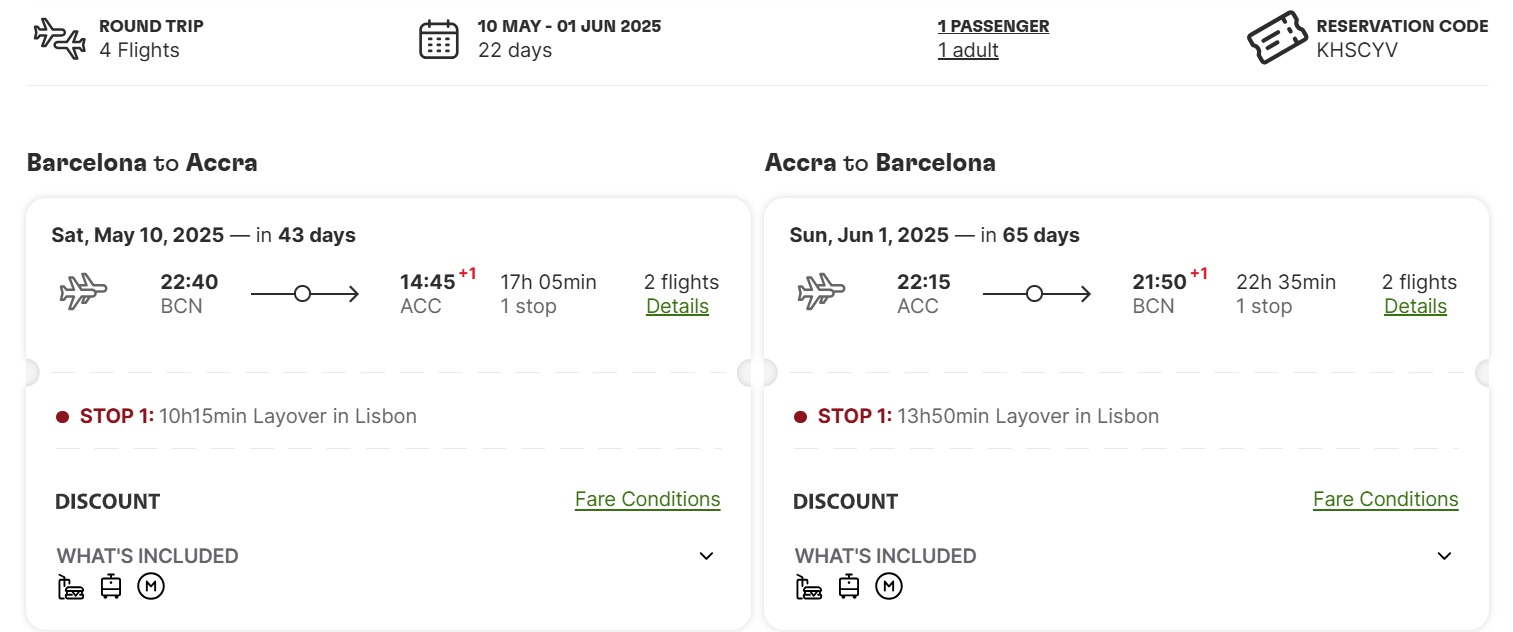 ROUND TRIP
4 Flights
10 MAY - 01 JUN 2025
22 days
1 PASSENGER
1 adult
RESERVATION CODE
KHSCYV
Barcelona to Accra
Sat, May 10, 2025 — in 43 days
22:40
BCN
14:45 +1
ACC
17h 05min
1 stop
2 flights
Details
STOP 1: 10h15min Layover in Lisbon
DISCOUNT
Fare Conditions
WHAT'S INCLUDED
M
Accra to Barcelona
Sun, Jun 1, 2025 — in 65 days
22:15
ACC
21:50 +1
BCN
22h 35min
1 stop
2 flights
Details
STOP 1: 13h50min Layover in Lisbon
DISCOUNT
Fare Conditions
WHAT'S INCLUDED
M